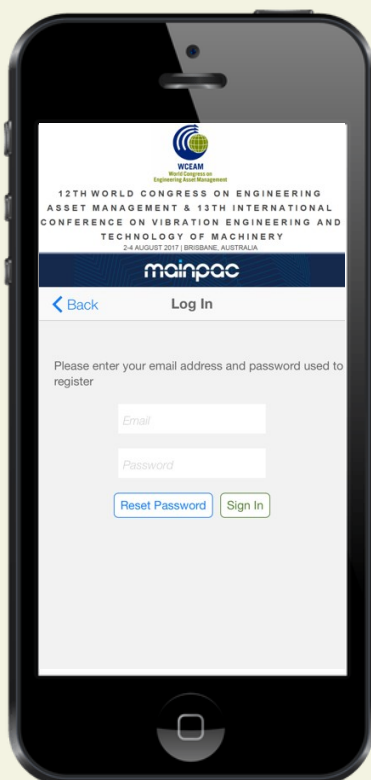 WCEAM
World Congress on
Engineering Asset Management
12TH WORLD CONGRESS ON ENGINEERING
ASSET MANAGEMENT & 13TH INTERNATIONAL
CONFERENCE ON VIBRATION ENGINEERING AND
TECHNOLOGY OF MACHINERY
2-4 AUGUST 2017 | BRISBANE, AUSTRALIA
mainpac
Back Log In
Please enter your email address and password used to
register
Email
Password
Reset Password Sign In